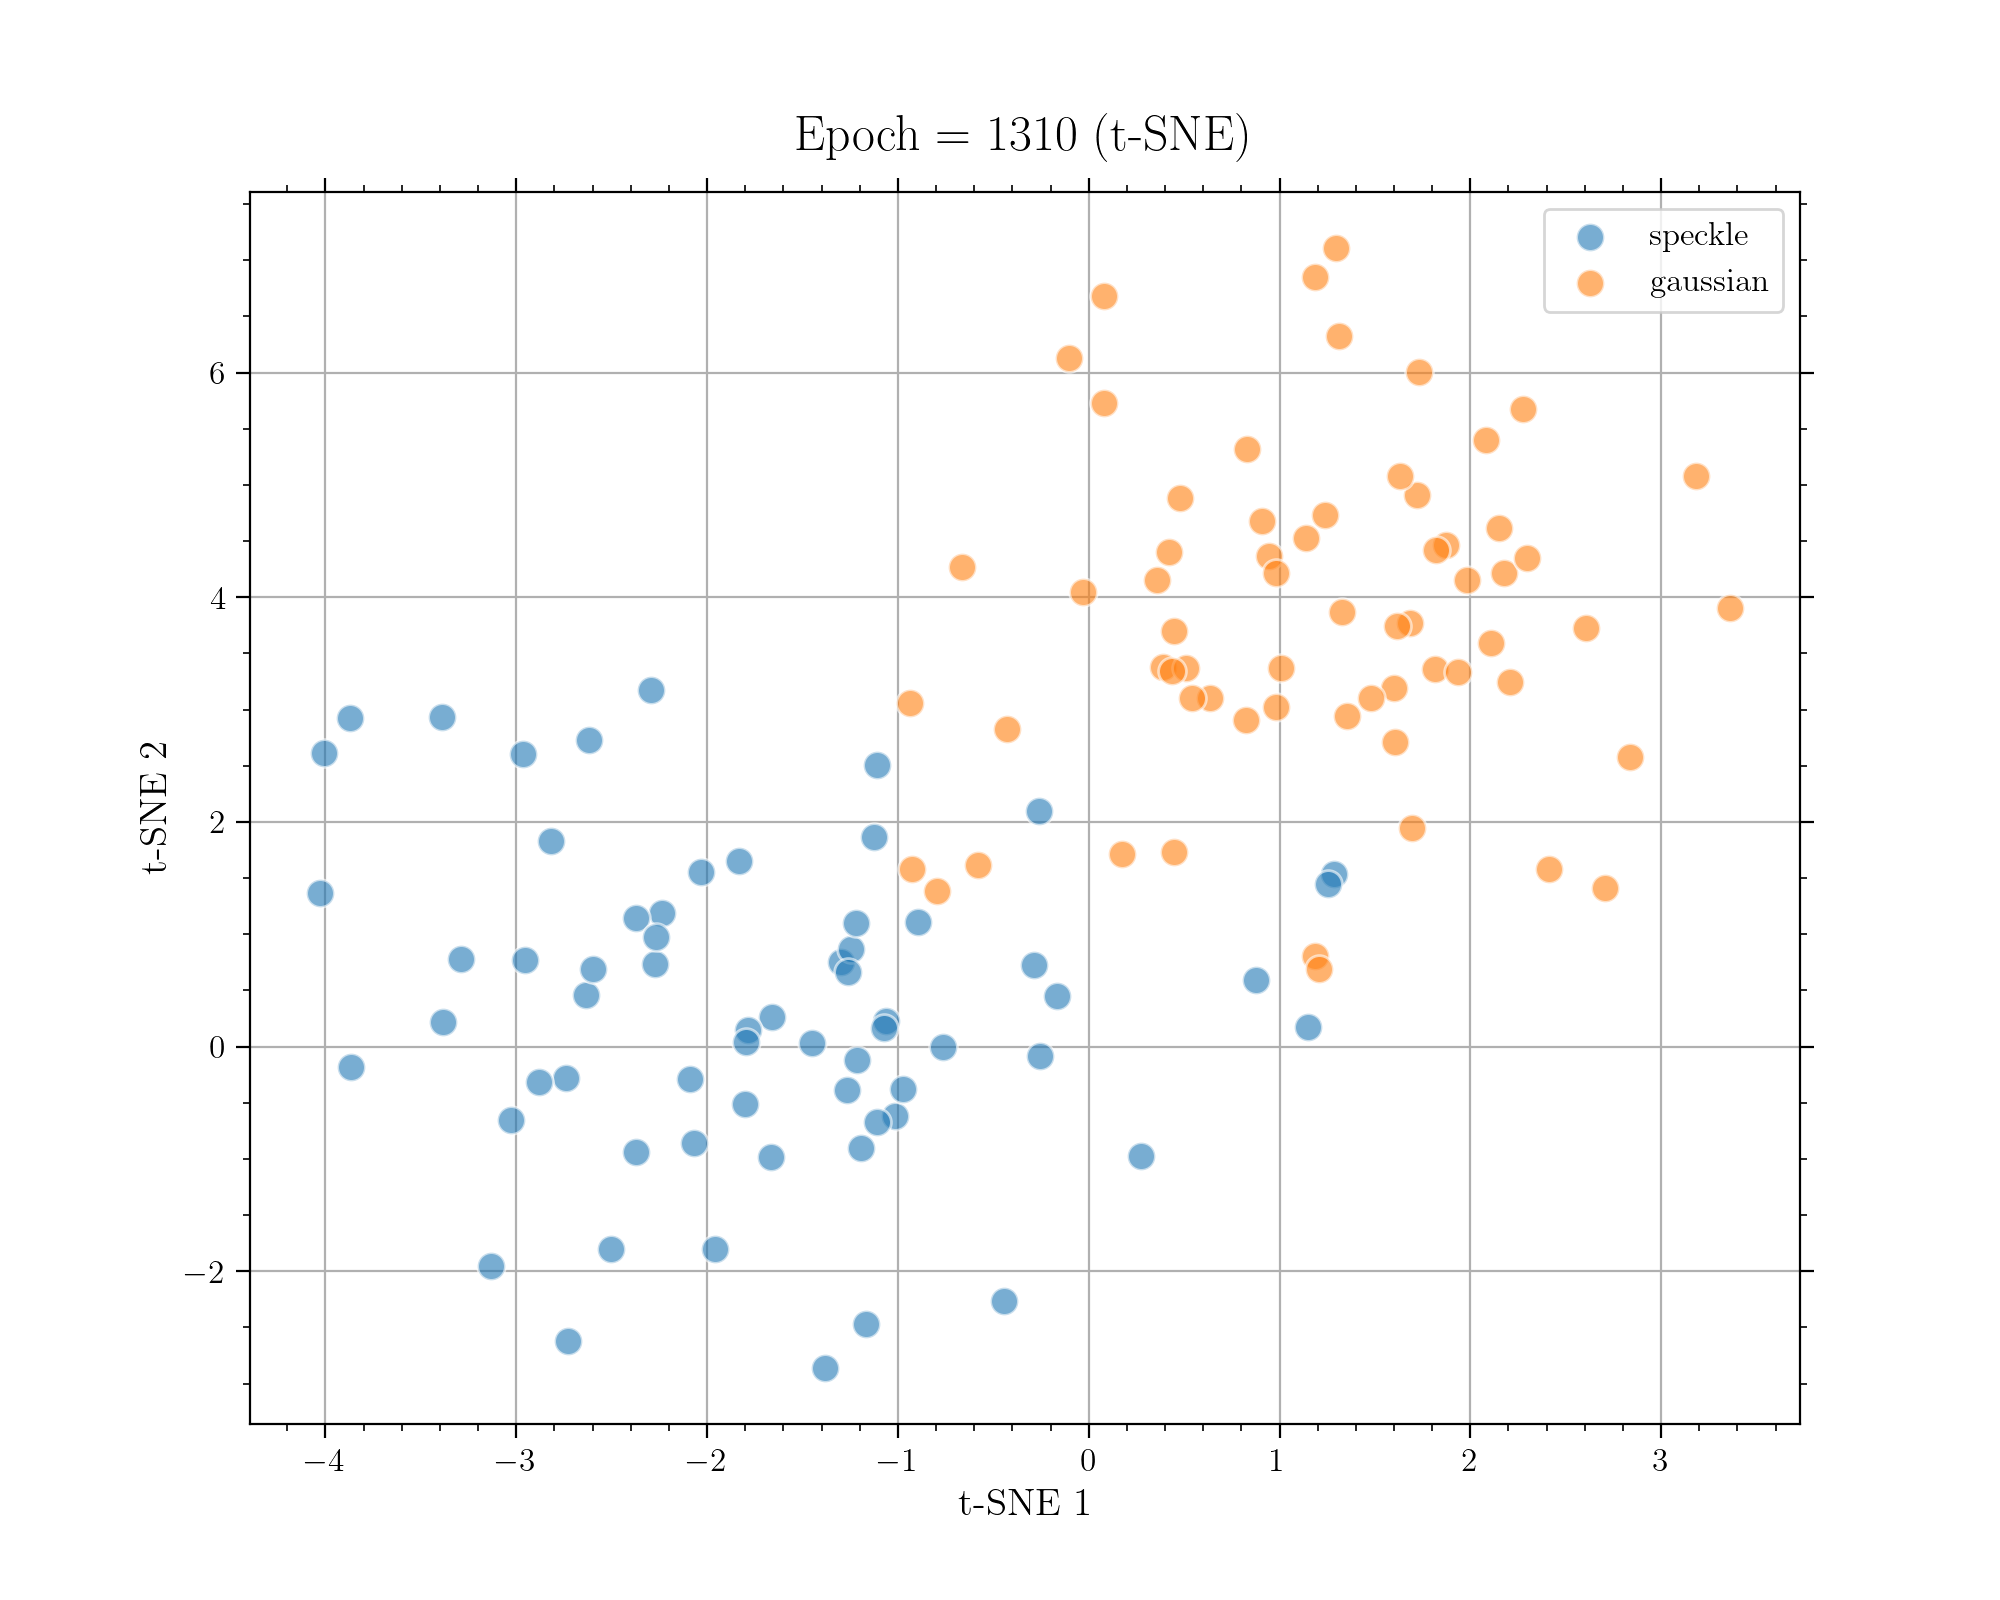 Epoch = 1310 (t-SNE)
speckle
gaussian
6
4
2
0
−2
t-SNE 2
−4
−3
−2
−1
0
1
2
3
t-SNE 1